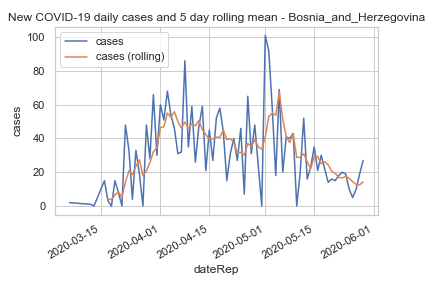 New COVID-19 daily cases and 5 day rolling mean - Bosnia_and_Herzegovina
cases
cases (rolling)
100
80
60
40
20
0
cases
2020-03-15
2020-04-01
2020-04-15
2020-05-01
2020-05-15
2020-06-01
dateRep